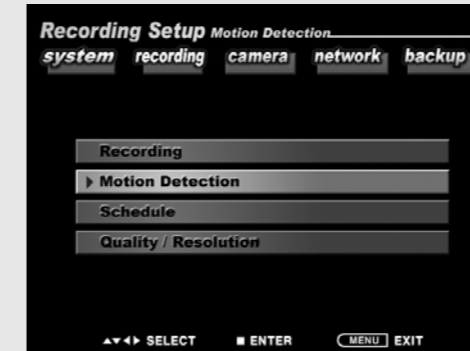 Recording Setup Motion Detection
system recording camera network backup
Recording
Motion Detection
Schedule
Quality / Resolution
SELECT ENTER MENU EXIT